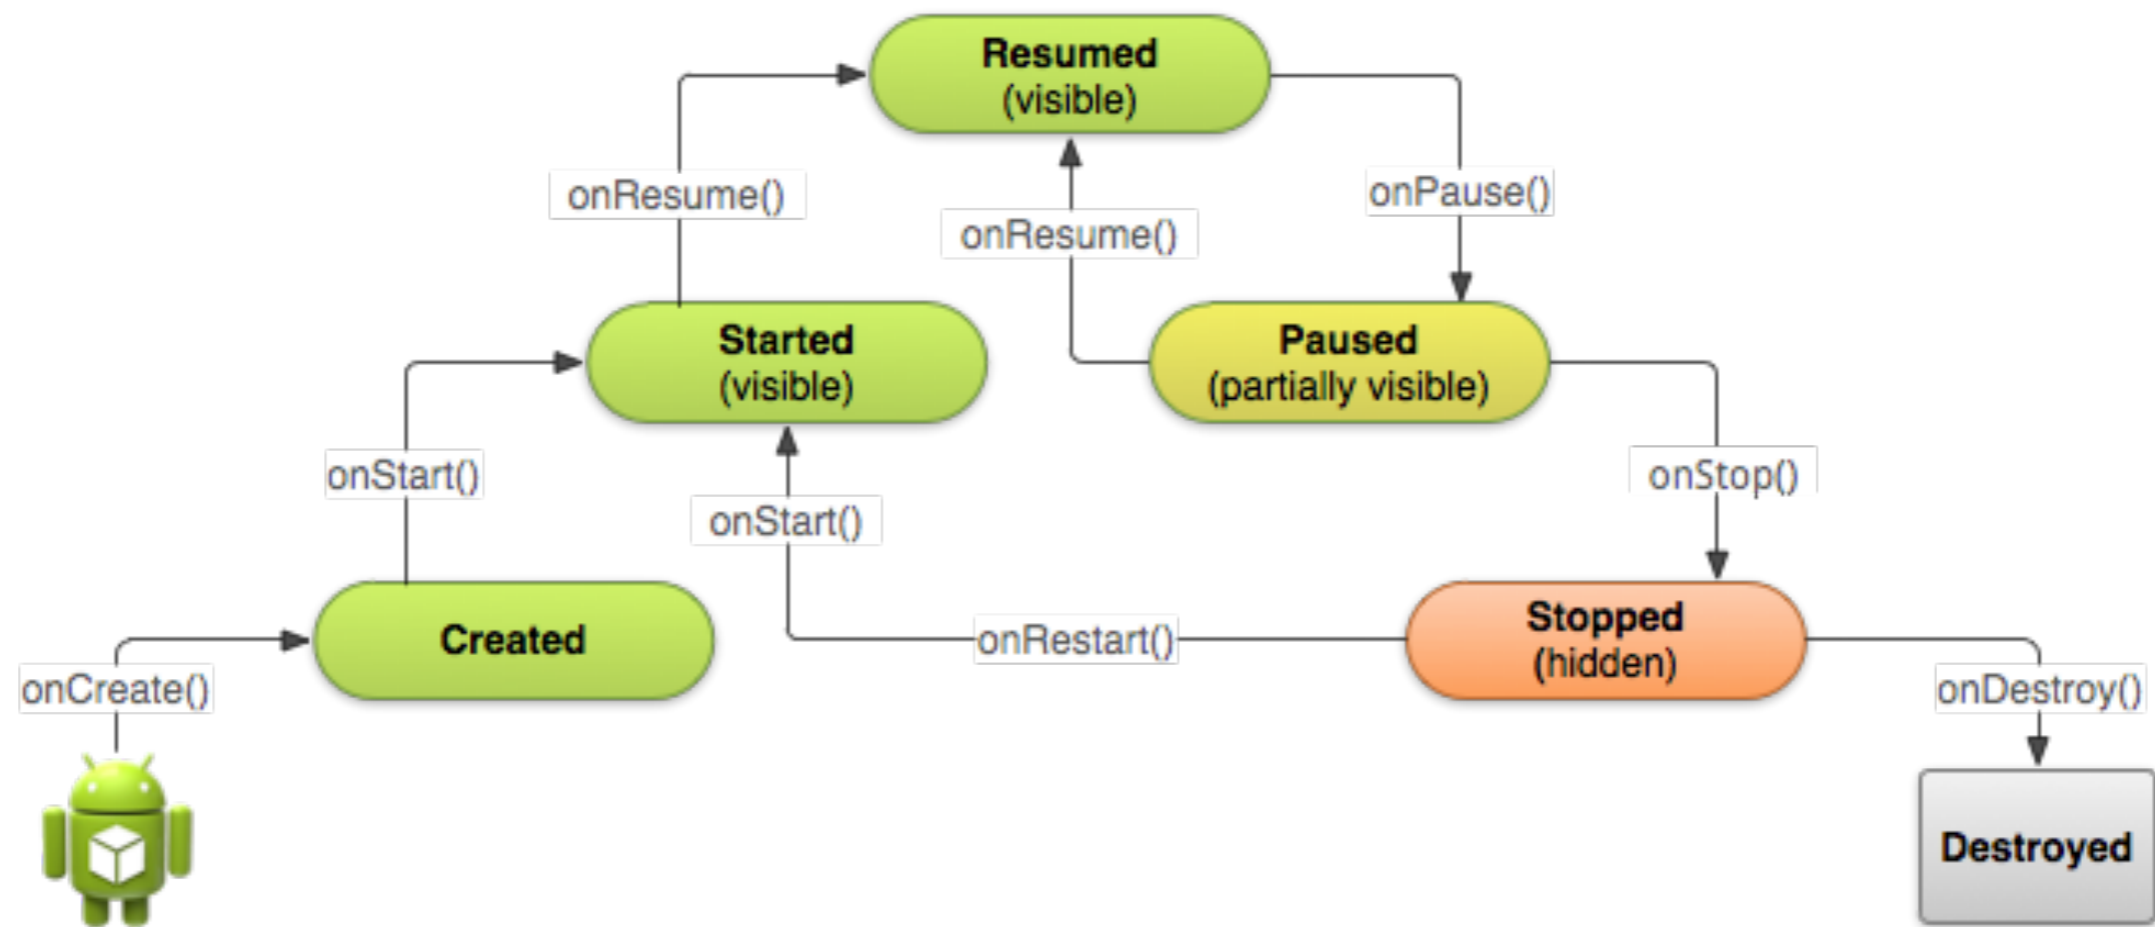 Resumed
(visible)
onResume()
onPause()
onResume()
Started
(visible)
Paused
(partially visible)
onStart()
onStop()
onStart()
Created
onRestart()
Stopped
(hidden)
onCreate()
onDestroy()
Destroyed